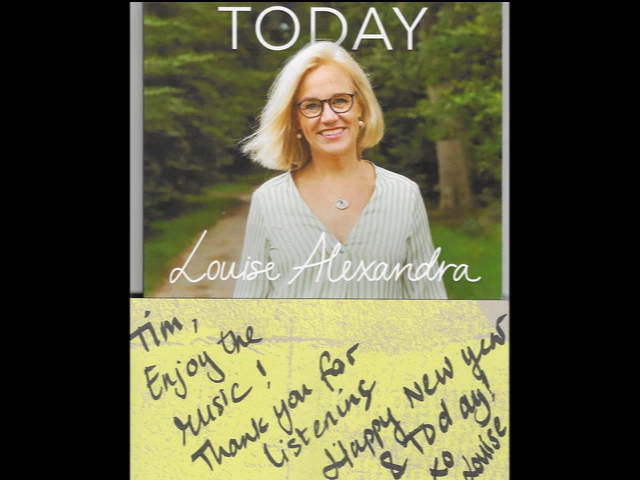 TODAY
Louise Alexandra
Tim,
Enjoy the
Music!
Thank you for
listening
Happy New year
& TOday!
xo
Louise